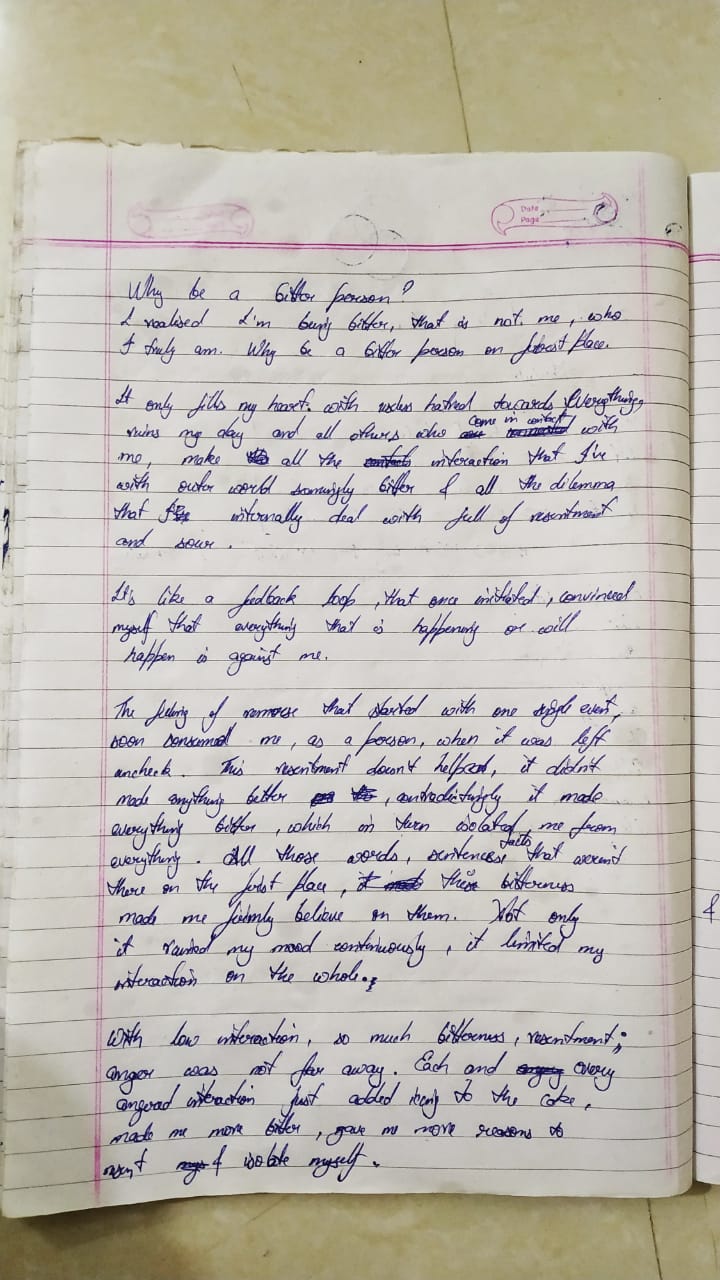 Date
Page
Why be a bitter person?
I realised I'm being bitter, that is not me, who
I truly am. Why be a bitter person on first place.
It only fills my heart. with useless hatred towards everything,
ruins my day and all others who come in contact with
me, make all the interaction that I've
with outer world seemingly bitter & all the dilemma
that I internally deal with full of resentment
and sour.
It's like a feedback loop, that once initiated, convinced
myself that everything that is happening or will
happen is against me.
The feeling of remorse that started with one single event,
soon consumed me, as a person, when it was left
uncheck. This resentment doesn't helped, it didn't
made anything better, contradictingly it made
everything bitter, which in turn isolated me from
everything. All those words, sentences, facts that weren't
there on the first place, this bitterness
made me firmly believe on them. Not only
it ruined my mood continuously, it limited my
interaction on the whole.
With low interaction, so much bitterness, resentment;
anger was not far away. Each and every
angered interaction just added icing to the cake,
made me more bitter, gave me more reasons to
resent & isolate myself.
&